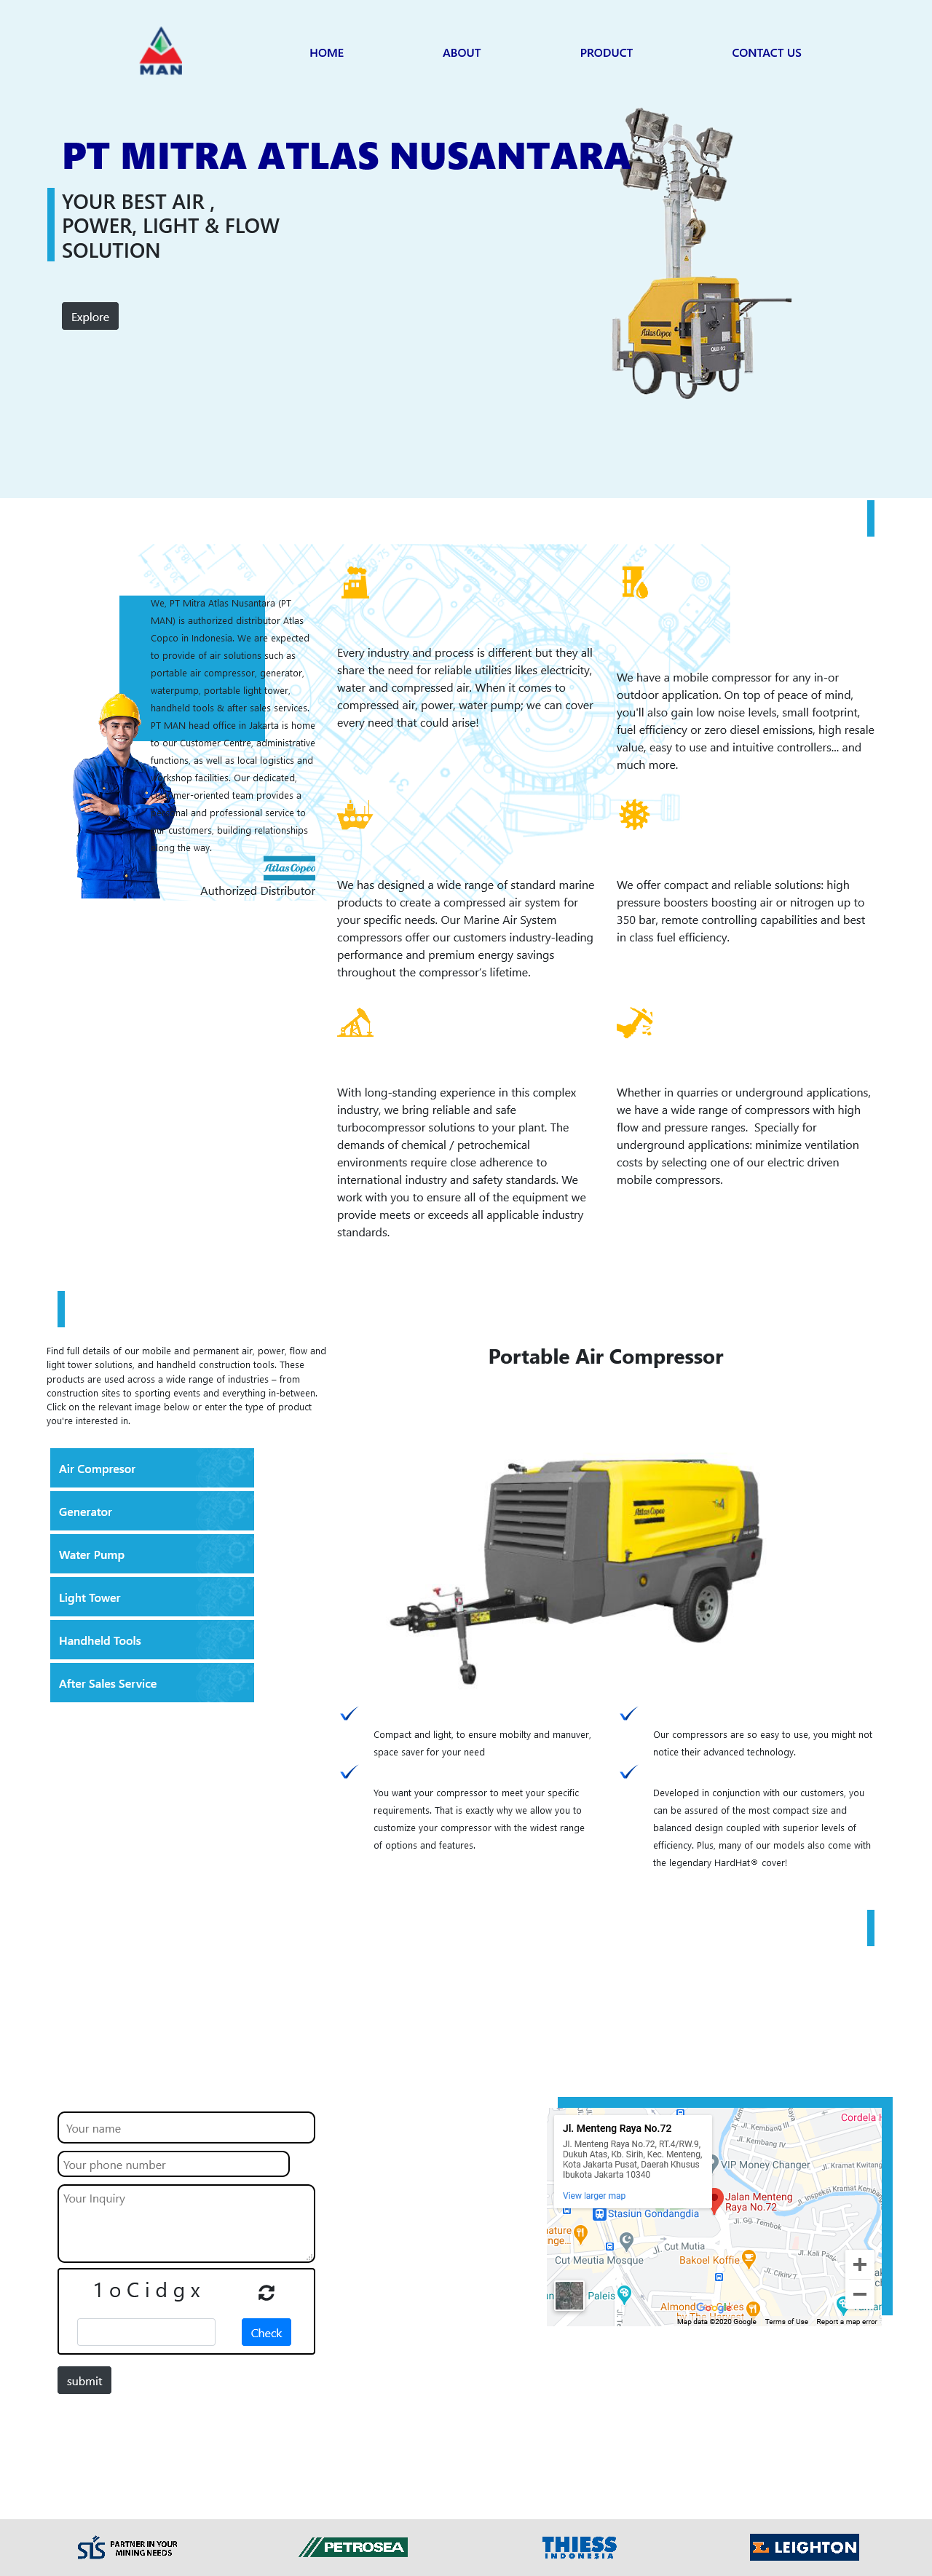 MAN
HOME
ABOUT
PRODUCT
CONTACT US
PT MITRA ATLAS NUSANTARA
YOUR BEST AIR ,
POWER, LIGHT & FLOW
SOLUTION
Explore
Atlas Copco
We, PT Mitra Atlas Nusantara (PT
MAN) is authorized distributor Atlas
Copco in Indonesia. We are expected
to provide of air solutions such as
portable air compressor, generator,
waterpump, portable light tower,
handheld tools & after sales services.
PT MAN head office in Jakarta is home
to our Customer Centre, administrative
functions, as well as local logistics and
facilities. Our dedicated,
team provides a
and professional service to
customers, building relationships
the way.
Atlas Copco
Authorized Distributor
Every industry and process is different but they all
share the need for reliable utilities likes electricity,
water and compressed air. When it comes to
compressed air, power, water pump; we can cover
every need that could arise!
We have a mobile compressor for any in-or
outdoor application. On top of peace of mind,
you'll also gain low noise levels, small footprint,
fuel efficiency or zero diesel emissions, high resale
value, easy to use and intuitive controllers... and
much more.
We has designed a wide range of standard marine
products to create a compressed air system for
your specific needs. Our Marine Air System
compressors offer our customers industry-leading
performance and premium energy savings
throughout the compressor's lifetime.
We offer compact and reliable solutions: high
pressure boosters boosting air or nitrogen up to
350 bar, remote controlling capabilities and best
in class fuel efficiency.
With long-standing experience in this complex
industry, we bring reliable and safe
turbocompressor solutions to your plant. The
demands of chemical / petrochemical
environments require close adherence to
international industry and safety standards. We
work with you to ensure all of the equipment we
provide meets or exceeds all applicable industry
standards.
Whether in quarries or underground applications,
we have a wide range of compressors with high
flow and pressure ranges. Specially for
underground applications: minimize ventilation
costs by selecting one of our electric driven
mobile compressors.
Find full details of our mobile and permanent air, power, flow and
light tower solutions, and handheld construction tools. These
products are used across a wide range of industries – from
construction sites to sporting events and everything in-between.
Click on the relevant image below or enter the type of product
you're interested in.
Air Compresor
Generator
Water Pump
Light Tower
Handheld Tools
After Sales Service
Portable Air Compressor
Atlas Copco
Compact and light, to ensure mobilty and manuver,
space saver for your need
Our compressors are so easy to use, you might not
notice their advanced technology.
You want your compressor to meet your specific
requirements. That is exactly why we allow you to
customize your compressor with the widest range
of options and features.
Developed in conjunction with our customers, you
can be assured of the most compact size and
balanced design coupled with superior levels of
efficiency. Plus, many of our models also come with
the legendary HardHat® cover!
Your name
Your phone number
Your Inquiry
1 o C i d g x
Check
submit
Jl. Menteng Raya No.72
Jl. Menteng Raya No.72, RT.4/RW.9,
Dukuh Atas, Kb. Sirih, Kec. Menteng,
Kota Jakarta Pusat, Daerah Khusus
Ibukota Jakarta 10340
View larger map
Cordela
Jl. Kembang IV
VIP Money Changer
Jl. Kramat Kwitang
Jl. Inspeksi Kramat
Jalan Menteng
Raya No.72
Jl. Gg. Tembok
Stasiun Gondangdia
Jl. Cut Mutia
Cut Meutia Mosque
Bakoel Koffie
Paleis
Google
Map data ©2020 Google
Terms of Use
Report a map error
SIS
PARTNER IN YOUR
MINING NEEDS
PETROSEA
THIESS
INDONESIA
LEIGHTON